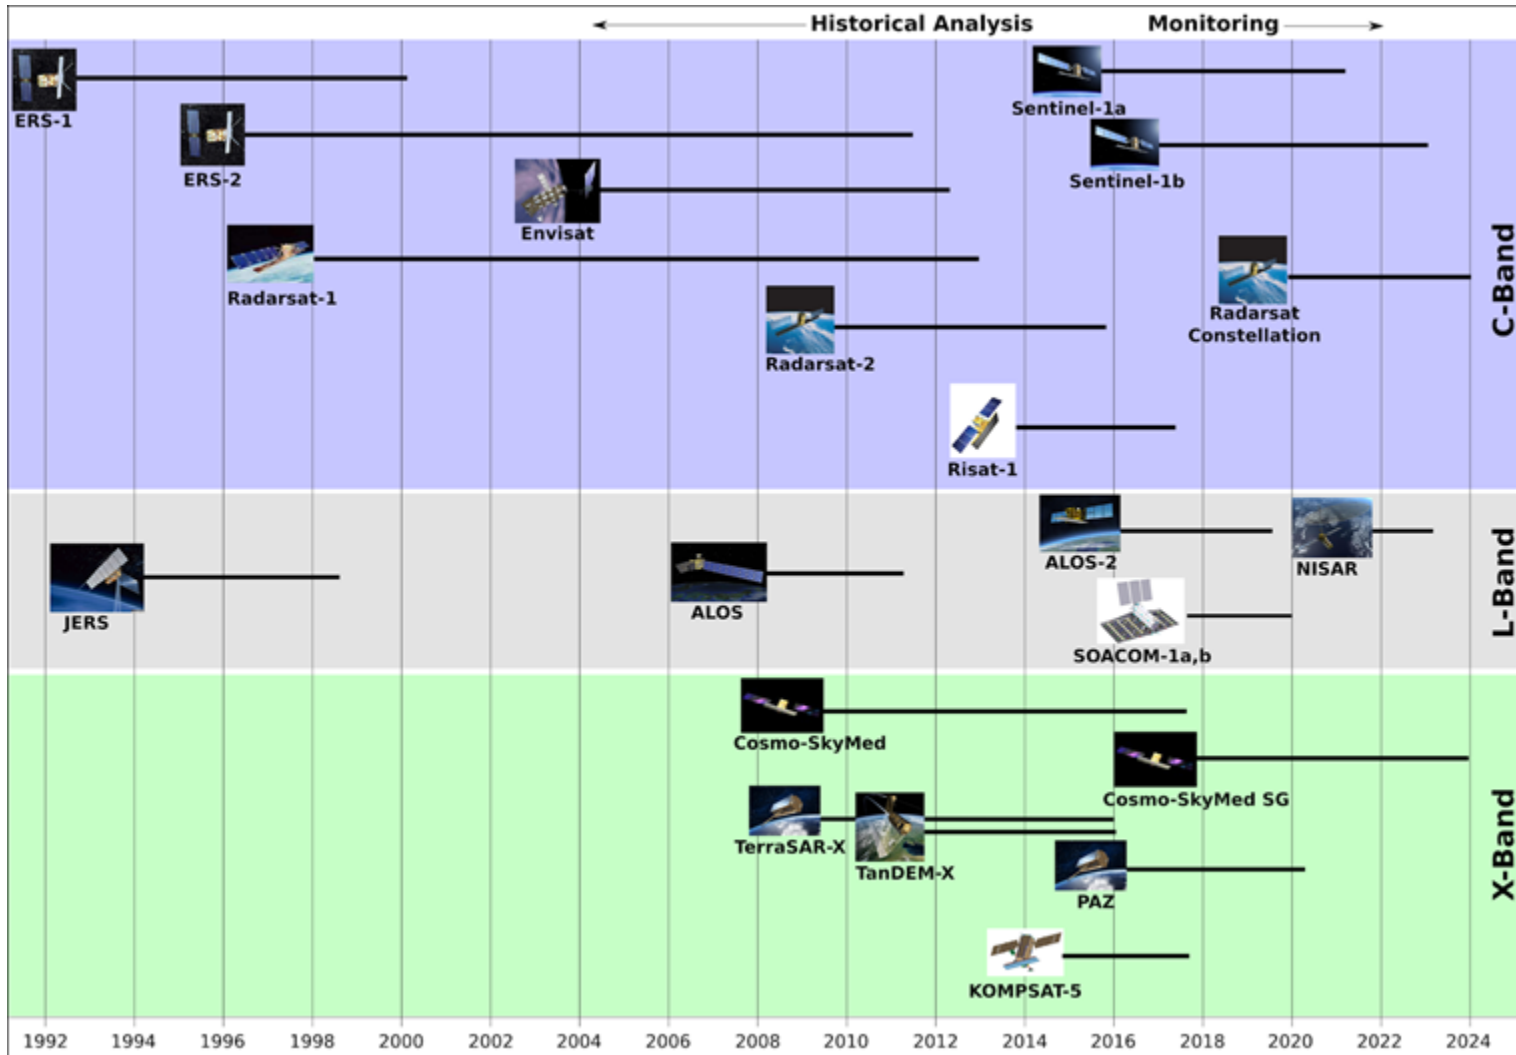 Historical Analysis
Monitoring
ERS-1
Sentinel-1a
ERS-2
Sentinel-1b
Envisat
Radarsat-1
Radarsat
Constellation
Radarsat-2
Risat-1
C-Band
ALOS-2
NISAR
JERS
ALOS
SOACOM-1a,b
L-Band
Cosmo-SkyMed
Cosmo-SkyMed SG
TerraSAR-X
TanDEM-X
PAZ
KOMPSAT-5
X-Band
1992 1994 1996 1998 2000 2002 2004 2006 2008 2010 2012 2014 2016 2018 2020 2022 2024